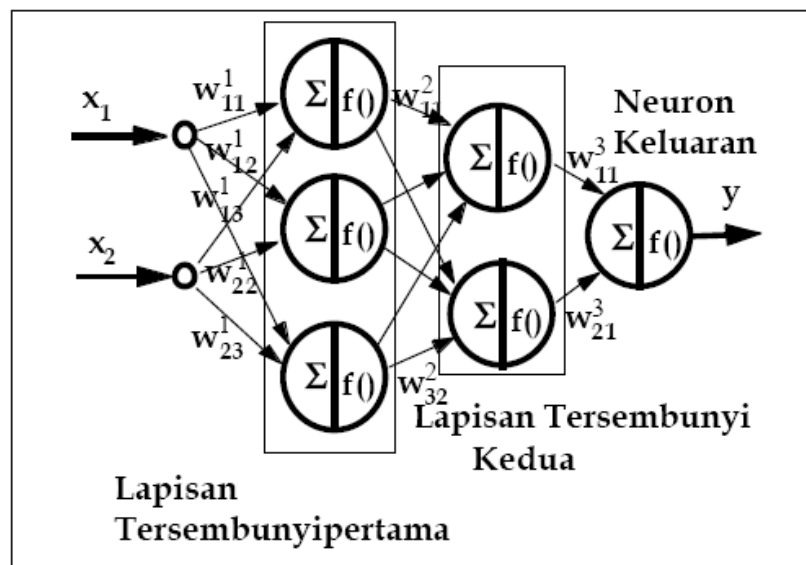 x₁
x₂
w¹₁₁
w¹₁₂
w¹₁₃
w¹₂₂
w¹₂₃
Σ f()
Σ f()
Σ f()
w²₁₁
w²₃₂
Σ f()
Σ f()
w³₁₁
w³₂₁
Neuron
Keluaran
Σ f()
y
Lapisan Tersembunyi
Kedua
Lapisan
Tersembunyipertama